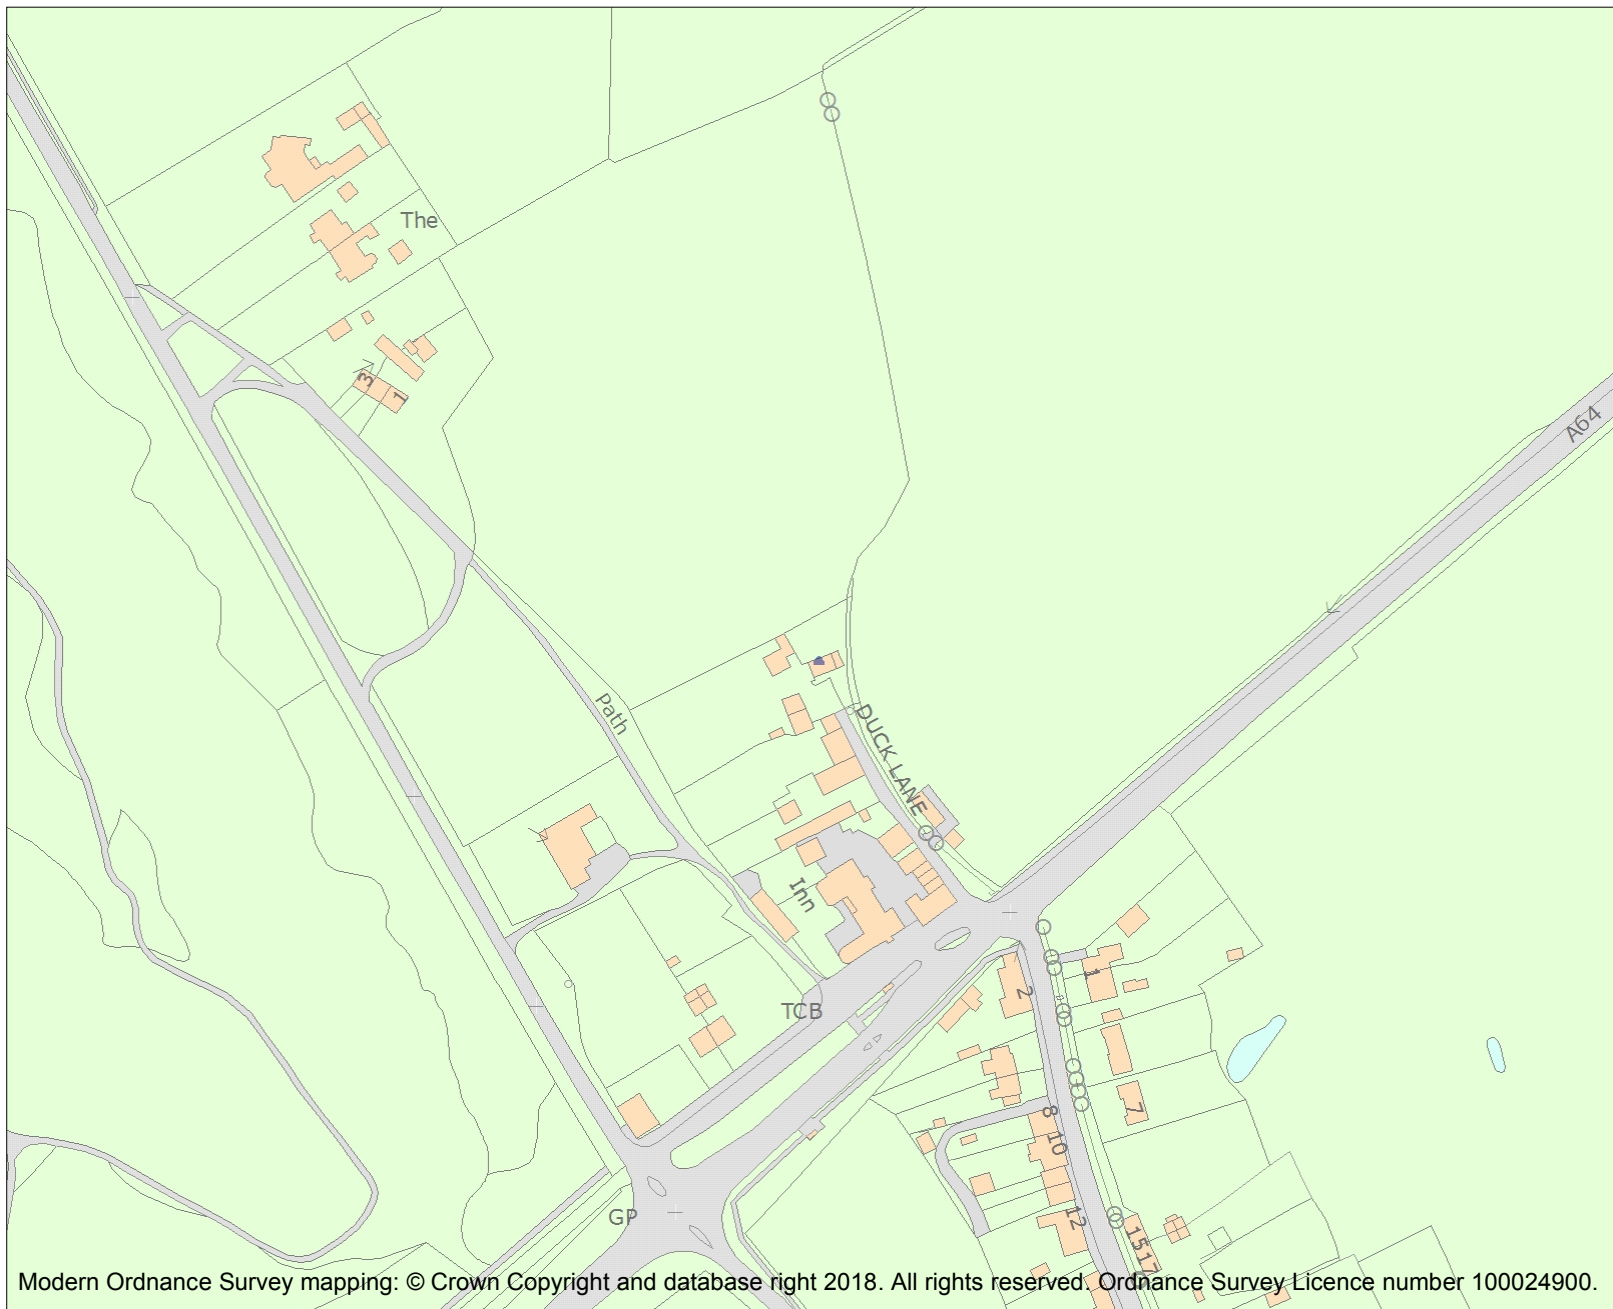 The
A64
3
1
Path
DUCK LANE
Inn
TCB
2
1
7
8
10
12
GP
15
17
Modern Ordnance Survey mapping: © Crown Copyright and database right 2018. All rights reserved. Ordnance Survey Licence number 100024900.